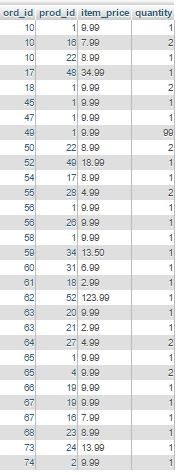 ord_id prod_id item_price quantity
10 1 9.99 1
10 16 7.99 2
10 22 8.99 1
17 48 34.99 1
18 1 9.99 2
45 1 9.99 1
47 1 9.99 1
49 1 9.99 99
50 22 8.99 2
52 49 18.99 1
54 17 8.99 1
55 28 4.99 2
56 1 9.99 1
56 26 9.99 1
58 1 9.99 1
59 34 13.50 1
60 31 6.99 1
61 18 2.99 1
62 52 123.99 1
63 20 9.99 1
63 21 2.99 1
64 27 4.99 2
65 1 9.99 1
65 4 9.99 2
66 19 9.99 1
67 19 9.99 1
67 16 7.99 1
68 23 8.99 1
73 24 13.99 1
74 2 9.99 1